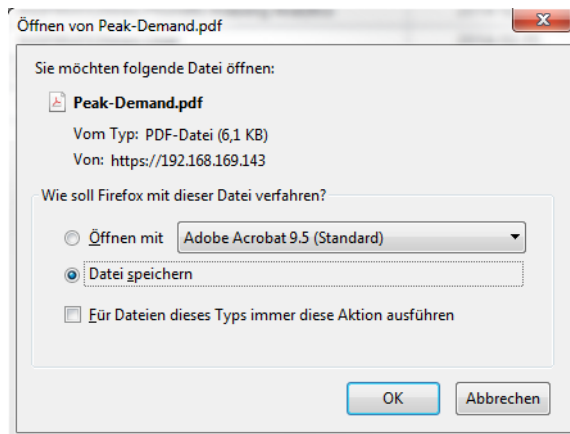 Öffnen von Peak-Demand.pdf
Sie möchten folgende Datei öffnen:
Peak-Demand.pdf
Vom Typ: PDF-Datei (6,1 KB)
Von: https://192.168.169.143
Wie soll Firefox mit dieser Datei verfahren?
Öffnen mit Adobe Acrobat 9.5 (Standard)
Datei speichern
Für Dateien dieses Typs immer diese Aktion ausführen
OK Abbrechen